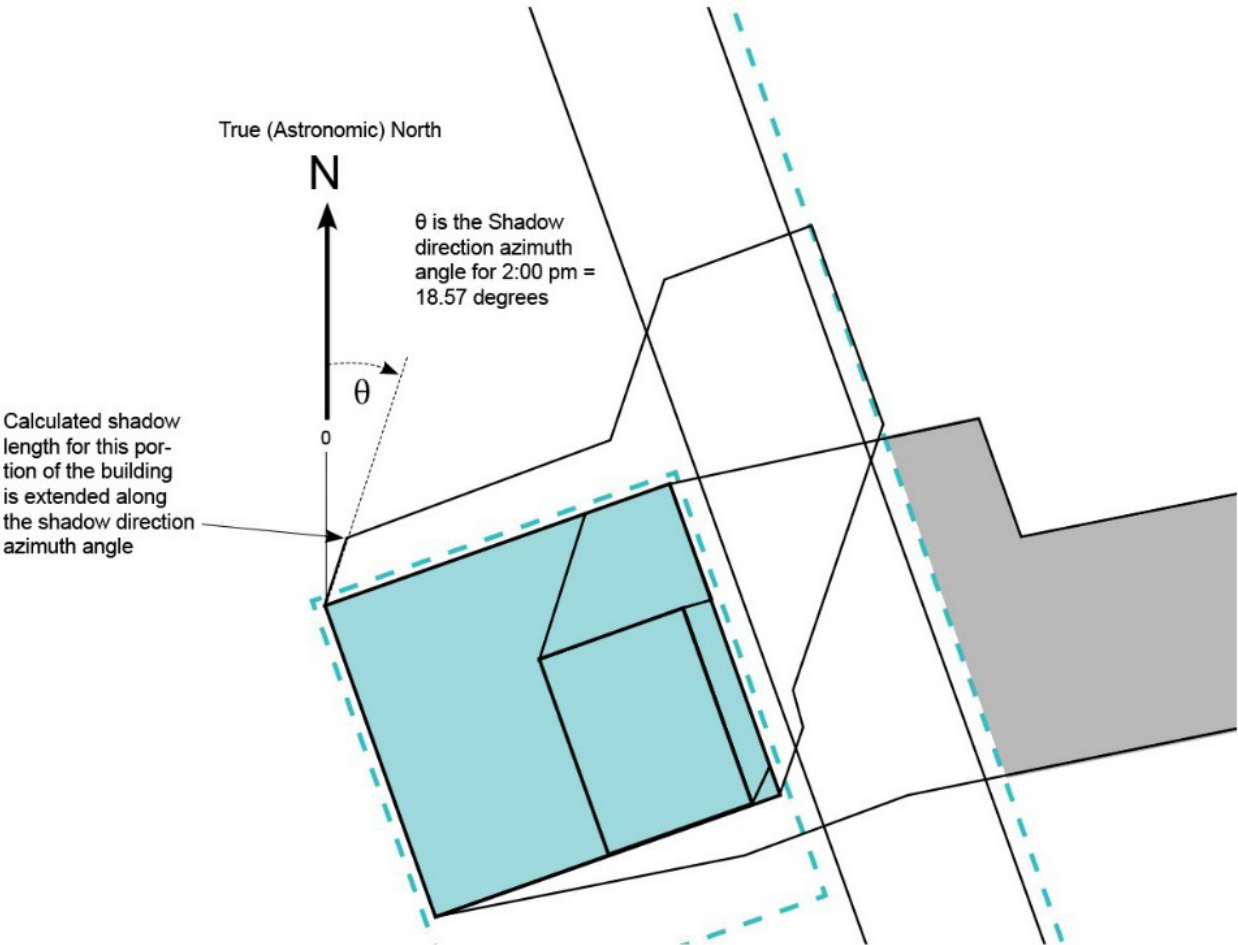 True (Astronomic) North
N
θ is the Shadow
direction azimuth
angle for 2:00 pm =
18.57 degrees
θ
0
Calculated shadow
length for this por-
tion of the building
is extended along
the shadow direction
azimuth angle